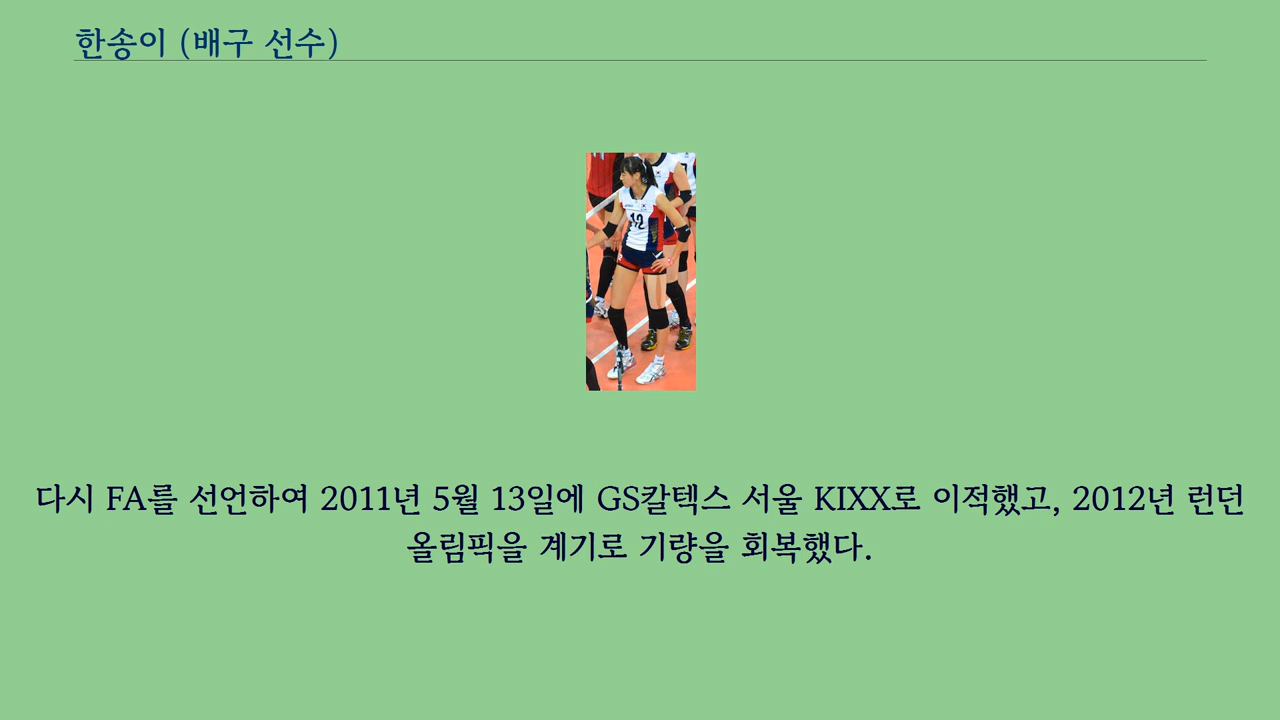 한송이 (배구 선수)
12
다시 FA를 선언하여 2011년 5월 13일에 GS칼텍스 서울 KIXX로 이적했고, 2012년 런던
올림픽을 계기로 기량을 회복했다.